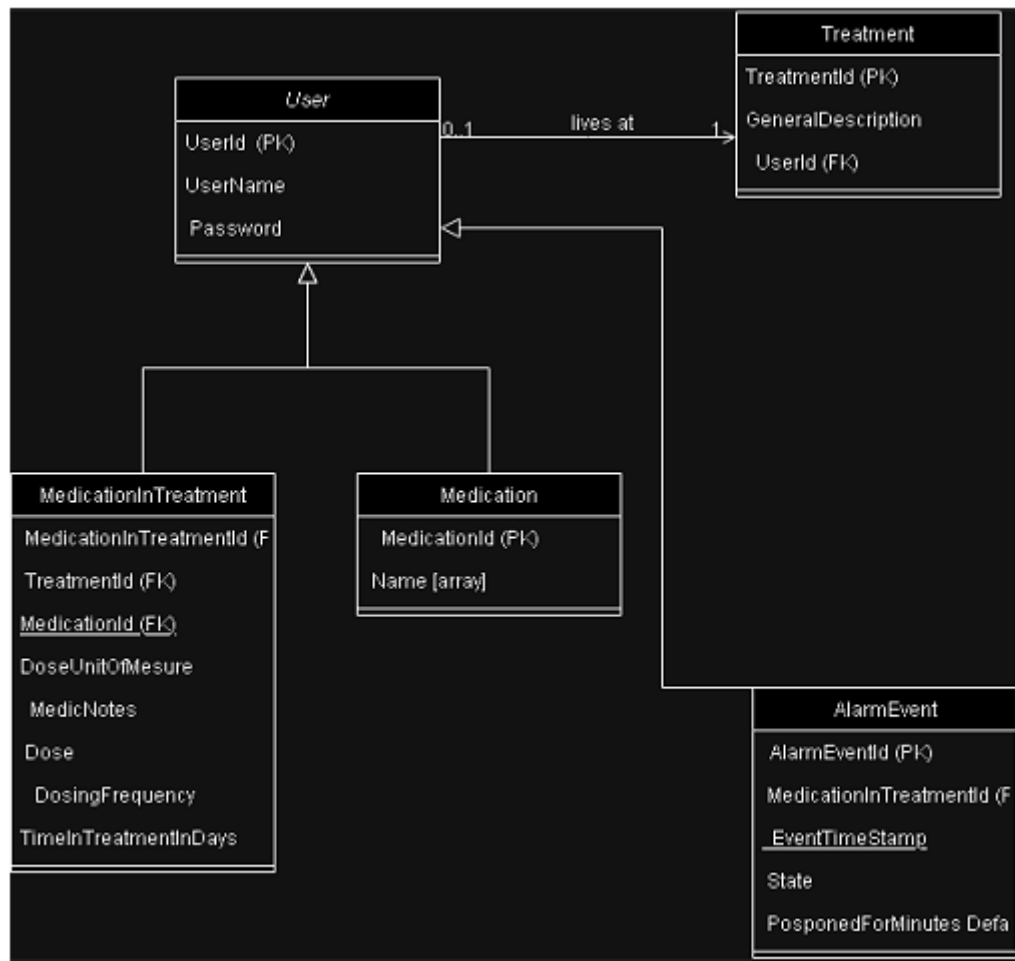 Treatment
TreatmentId (PK)
GeneralDescription
UserId (FK)
User
UserId (PK)
UserName
Password
0..1 lives at 1
MedicationInTreatment
MedicationInTreatmentId (F
TreatmentId (FK)
MedicationId (FK)
DoseUnitOfMesure
MedicNotes
Dose
DosingFrequency
TimeInTreatmentInDays
Medication
MedicationId (PK)
Name [array]
AlarmEvent
AlarmEventId (PK)
MedicationInTreatmentId (F
EventTimeStamp
State
PosponedForMinutes Defa